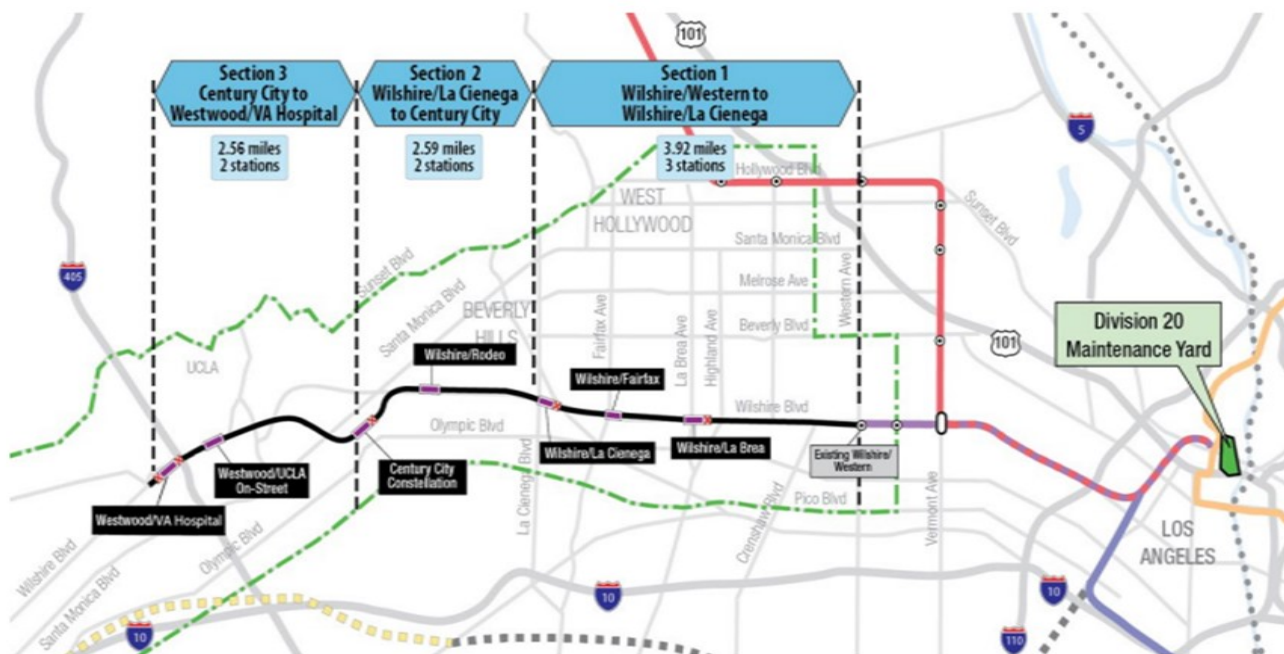 101
Section 3
Century City to
Westwood/VA Hospital
Section 2
Wilshire/La Cienega
to Century City
Section 1
Wilshire/Western to
Wilshire/La Cienega
2.56 miles
2 stations
2.59 miles
2 stations
3.92 miles
3 stations
5
Hollywood Blvd
WEST
HOLLYWOOD
Sunset Blvd
Santa Monica Blvd
405
Sunset Blvd
Melrose Ave
Western Ave
Santa Monica Blvd
BEVERLY
HILLS
Fairfax Ave
La Brea Ave
Highland Ave
Beverly Blvd
101
Division 20
Maintenance Yard
UCLA
Wilshire/Rodeo
Wilshire/Fairfax
Wilshire Blvd
Olympic Blvd
Wilshire/La Cienega
Wilshire/La Brea
Existing Wilshire/
Western
Westwood/UCLA
On-Street
Century City
Constellation
La Cienega Blvd
Pico Blvd
Crenshaw Blvd
Vermont Ave
Westwood/VA Hospital
LOS
ANGELES
Wilshire Blvd
Olympic Blvd
Santa Monica Blvd
10
10
10
110